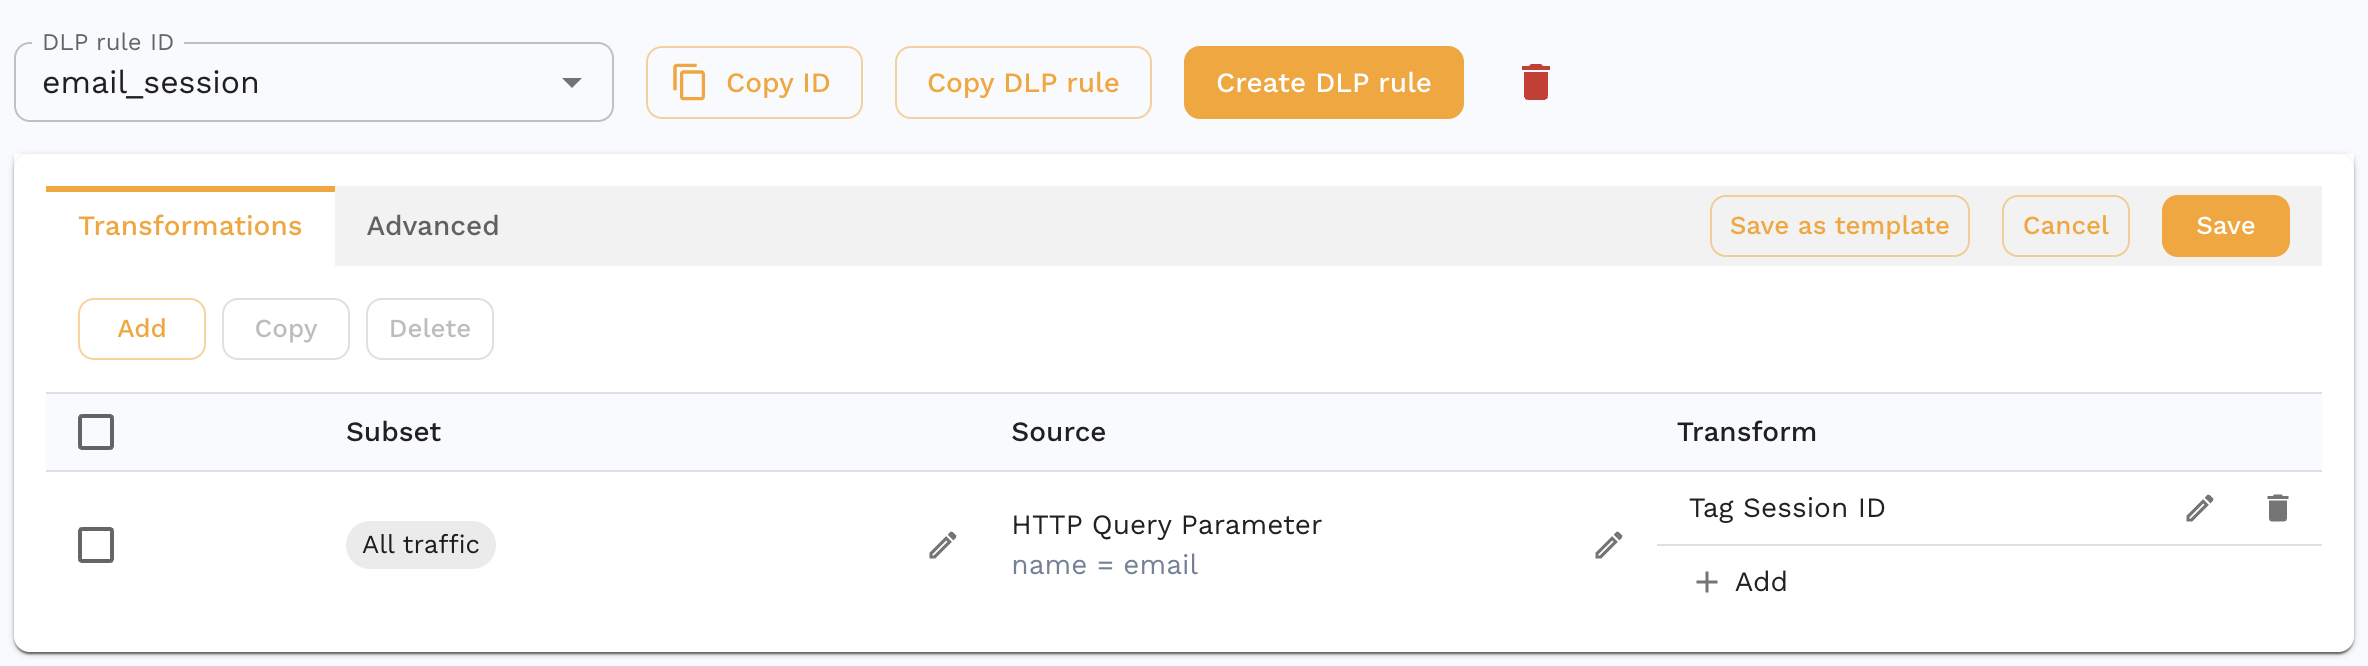 DLP rule ID
email_session
Copy ID
Copy DLP rule
Create DLP rule
Transformations
Advanced
Save as template
Cancel
Save
Add
Copy
Delete
Subset
Source
Transform
All traffic
HTTP Query Parameter
name = email
Tag Session ID
+ Add